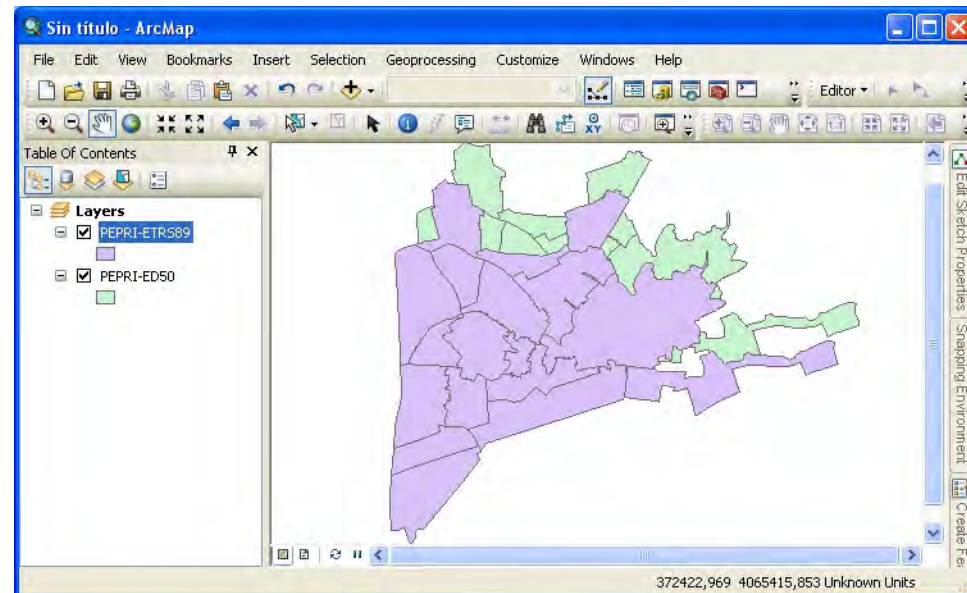 Sin título - ArcMap
File Edit View Bookmarks Insert Selection Geoprocessing Customize Windows Help
Editor
XY
Table Of Contents
Layers
PEPRI-ETRS89
PEPRI-ED50
Edit Sketch Properties
Snapping Environment
Create Fe
372422,969 4065415,853 Unknown Units